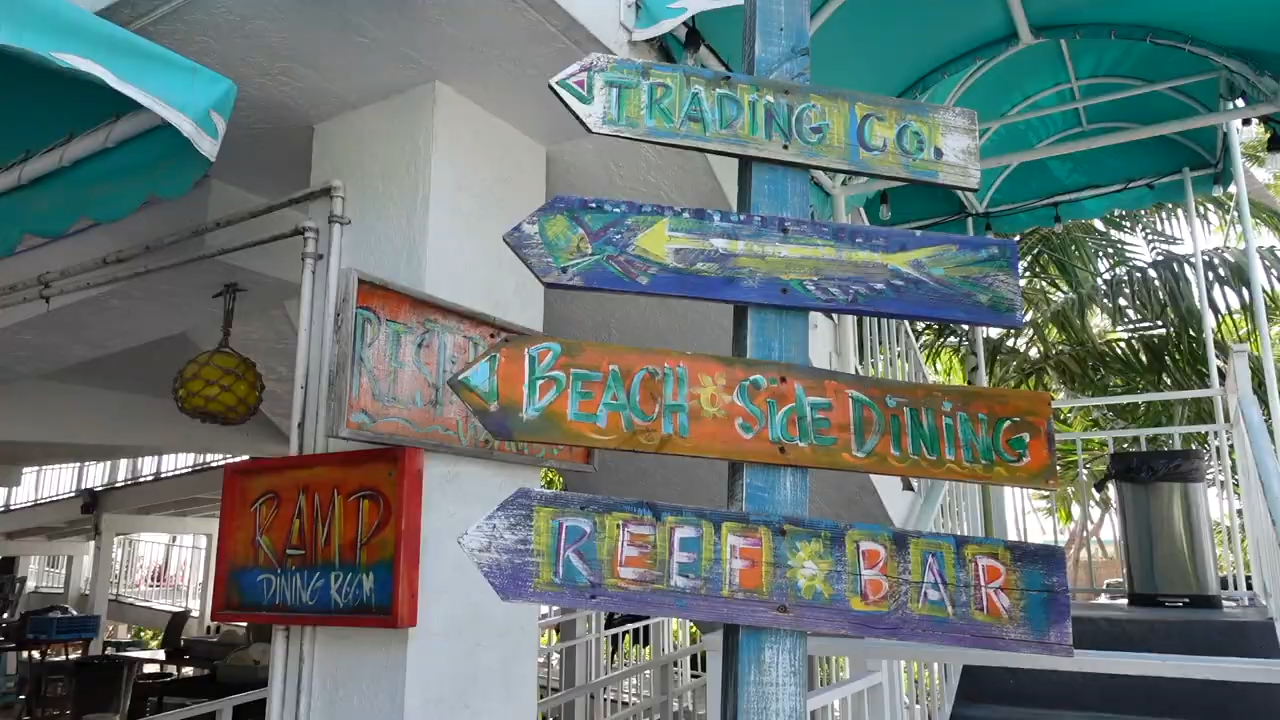 TRADING CO.
BEACH SidE DINING
REEF BAR
RAMP
DINING ROOM